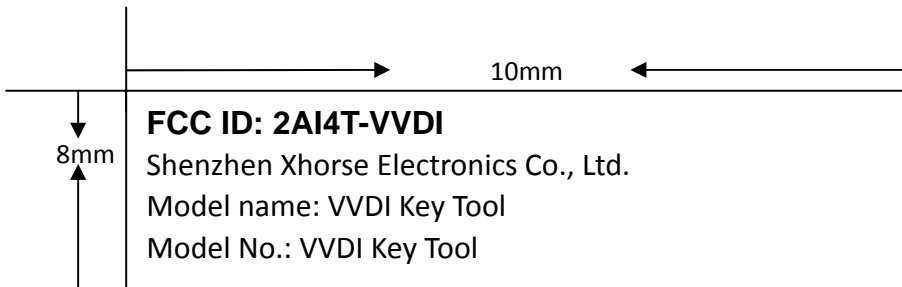 10mm
8mm
FCC ID: 2AI4T-VVDI
Shenzhen Xhorse Electronics Co., Ltd.
Model name: VVDI Key Tool
Model No.: VVDI Key Tool